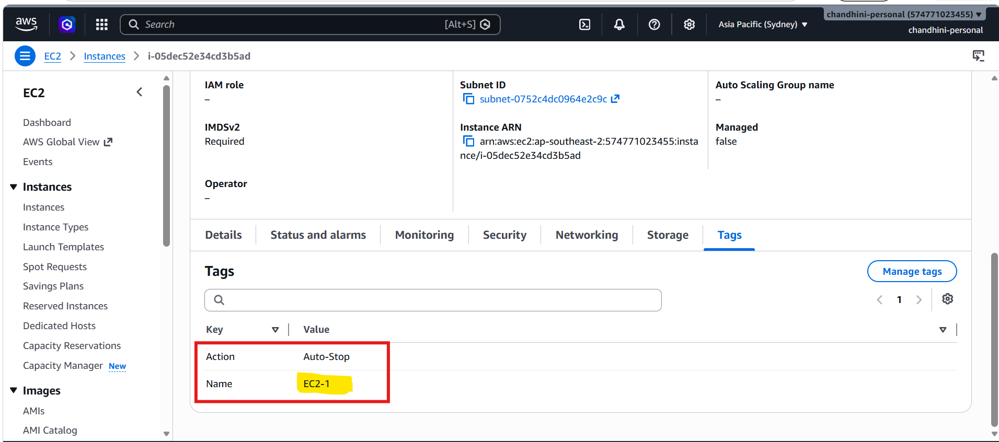 aws
Search
[Alt+S]
Asia Pacific (Sydney)
chandhini-personal (574771023455)
chandhini-personal
EC2
Instances
i-05dec52e34cd3b5ad
EC2
Dashboard
AWS Global View
Events
Instances
Instances
Instance Types
Launch Templates
Spot Requests
Savings Plans
Reserved Instances
Dedicated Hosts
Capacity Reservations
Capacity Manager New
Images
AMIs
AMI Catalog
IAM role
–
Subnet ID
subnet-0752c4dc0964e2c9c
Auto Scaling Group name
–
IMDSv2
Required
Instance ARN
arn:aws:ec2:ap-southeast-2:574771023455:insta
nce/i-05dec52e34cd3b5ad
Managed
false
Operator
–
Details
Status and alarms
Monitoring
Security
Networking
Storage
Tags
Tags
Manage tags
1
Key
Value
Action
Auto-Stop
Name
EC2-1